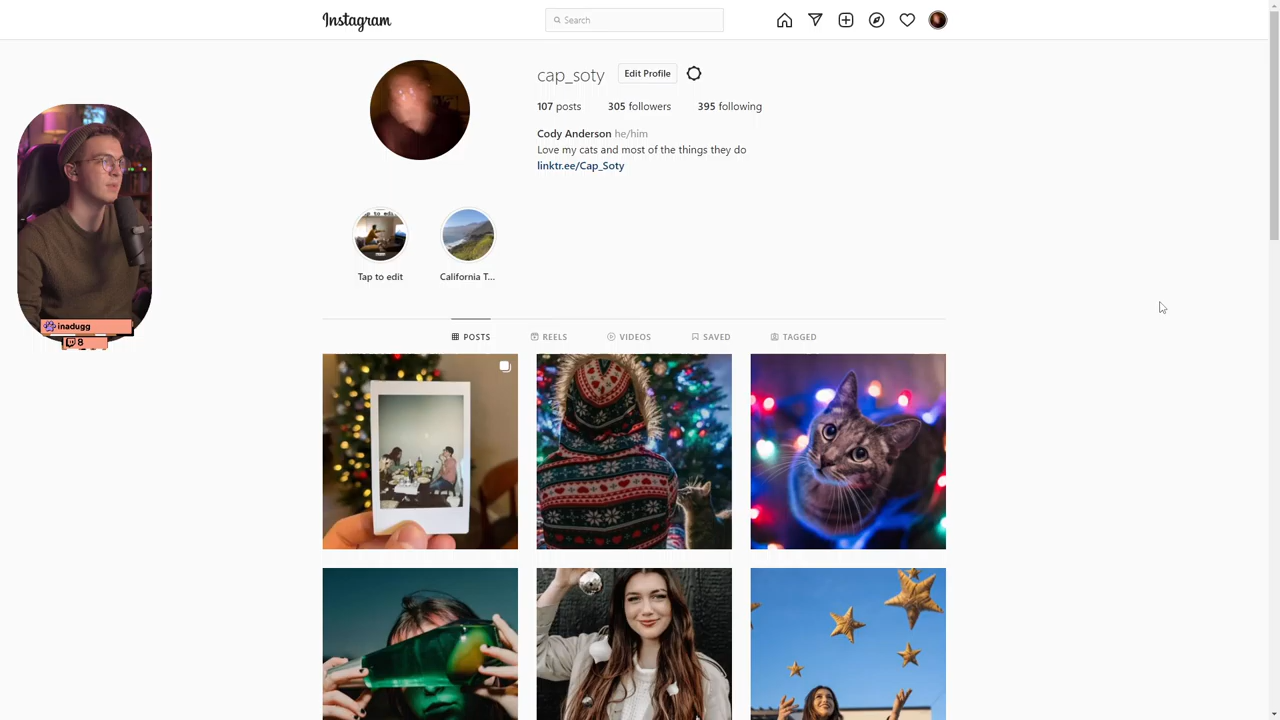 Instagram
Search
cap_soty
Edit Profile
107 posts 305 followers 395 following
Cody Anderson he/him
Love my cats and most of the things they do
linktr.ee/Cap_Soty
Tap to edit
California T...
POSTS REELS VIDEOS SAVED TAGGED
inadugg
8